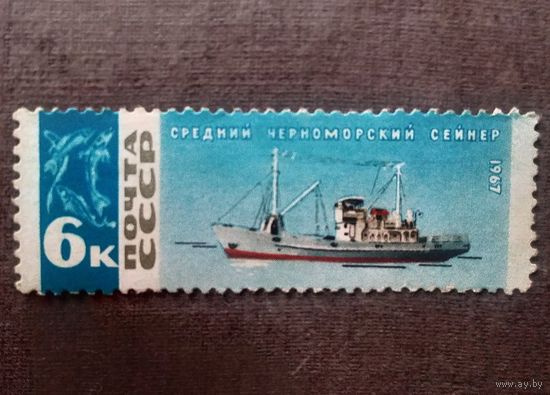 СРЕДНИЙ ЧЕРНОМОРСКИЙ СЕЙНЕР
1967
6к
ПОЧТА
СССР
www.ay.by